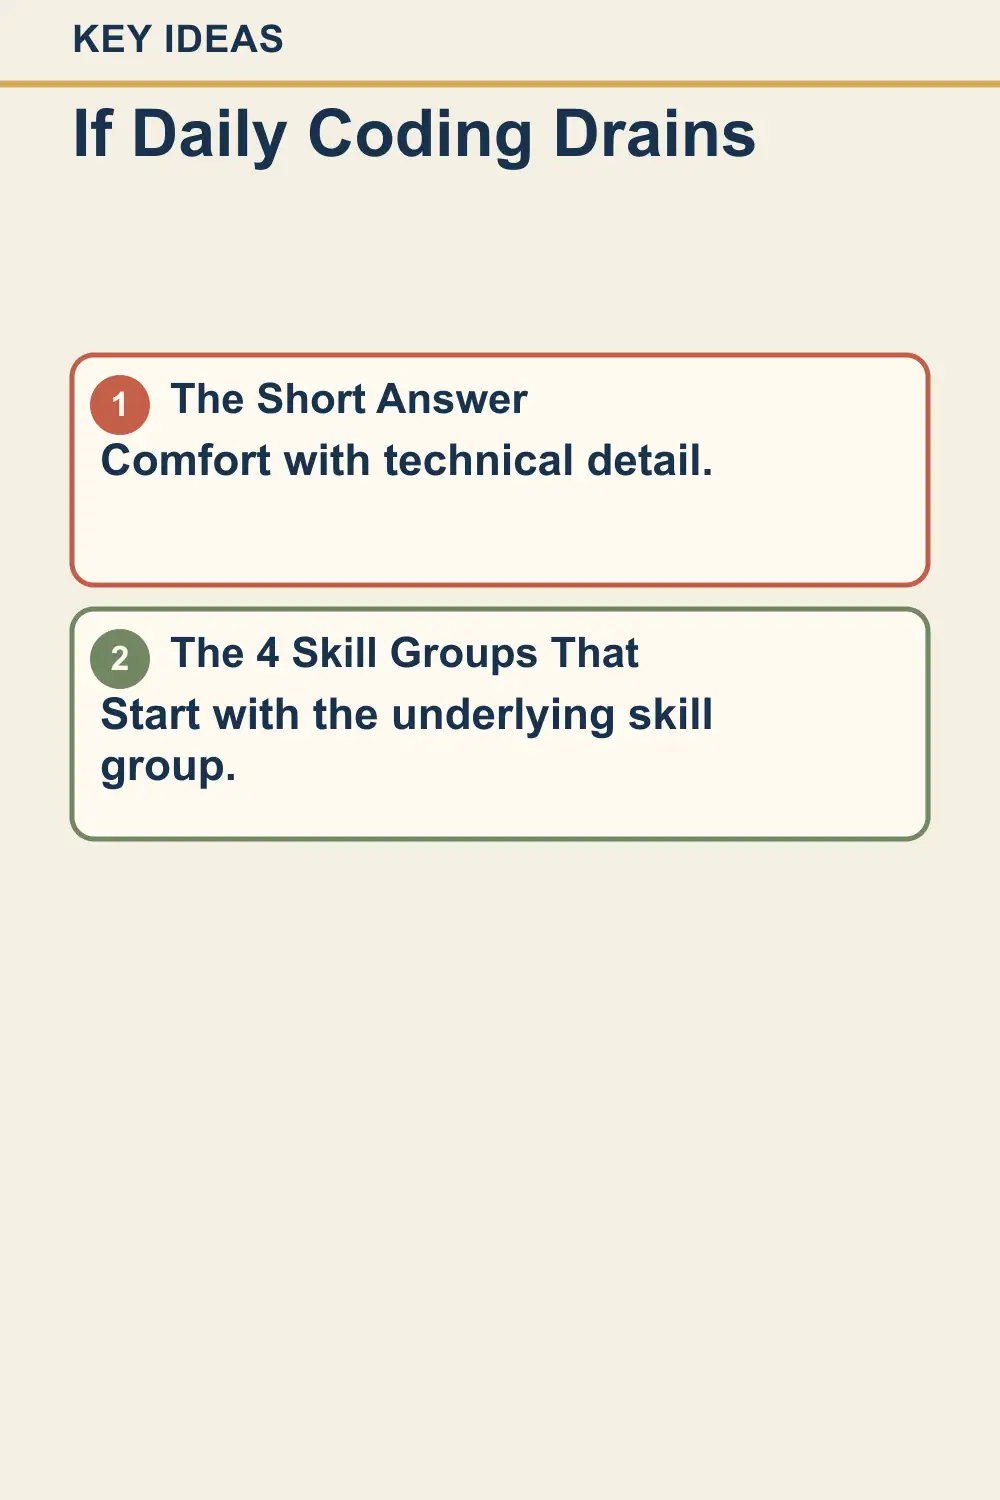 KEY IDEAS
If Daily Coding Drains
1 The Short Answer
Comfort with technical detail.
2 The 4 Skill Groups That
Start with the underlying skill
group.